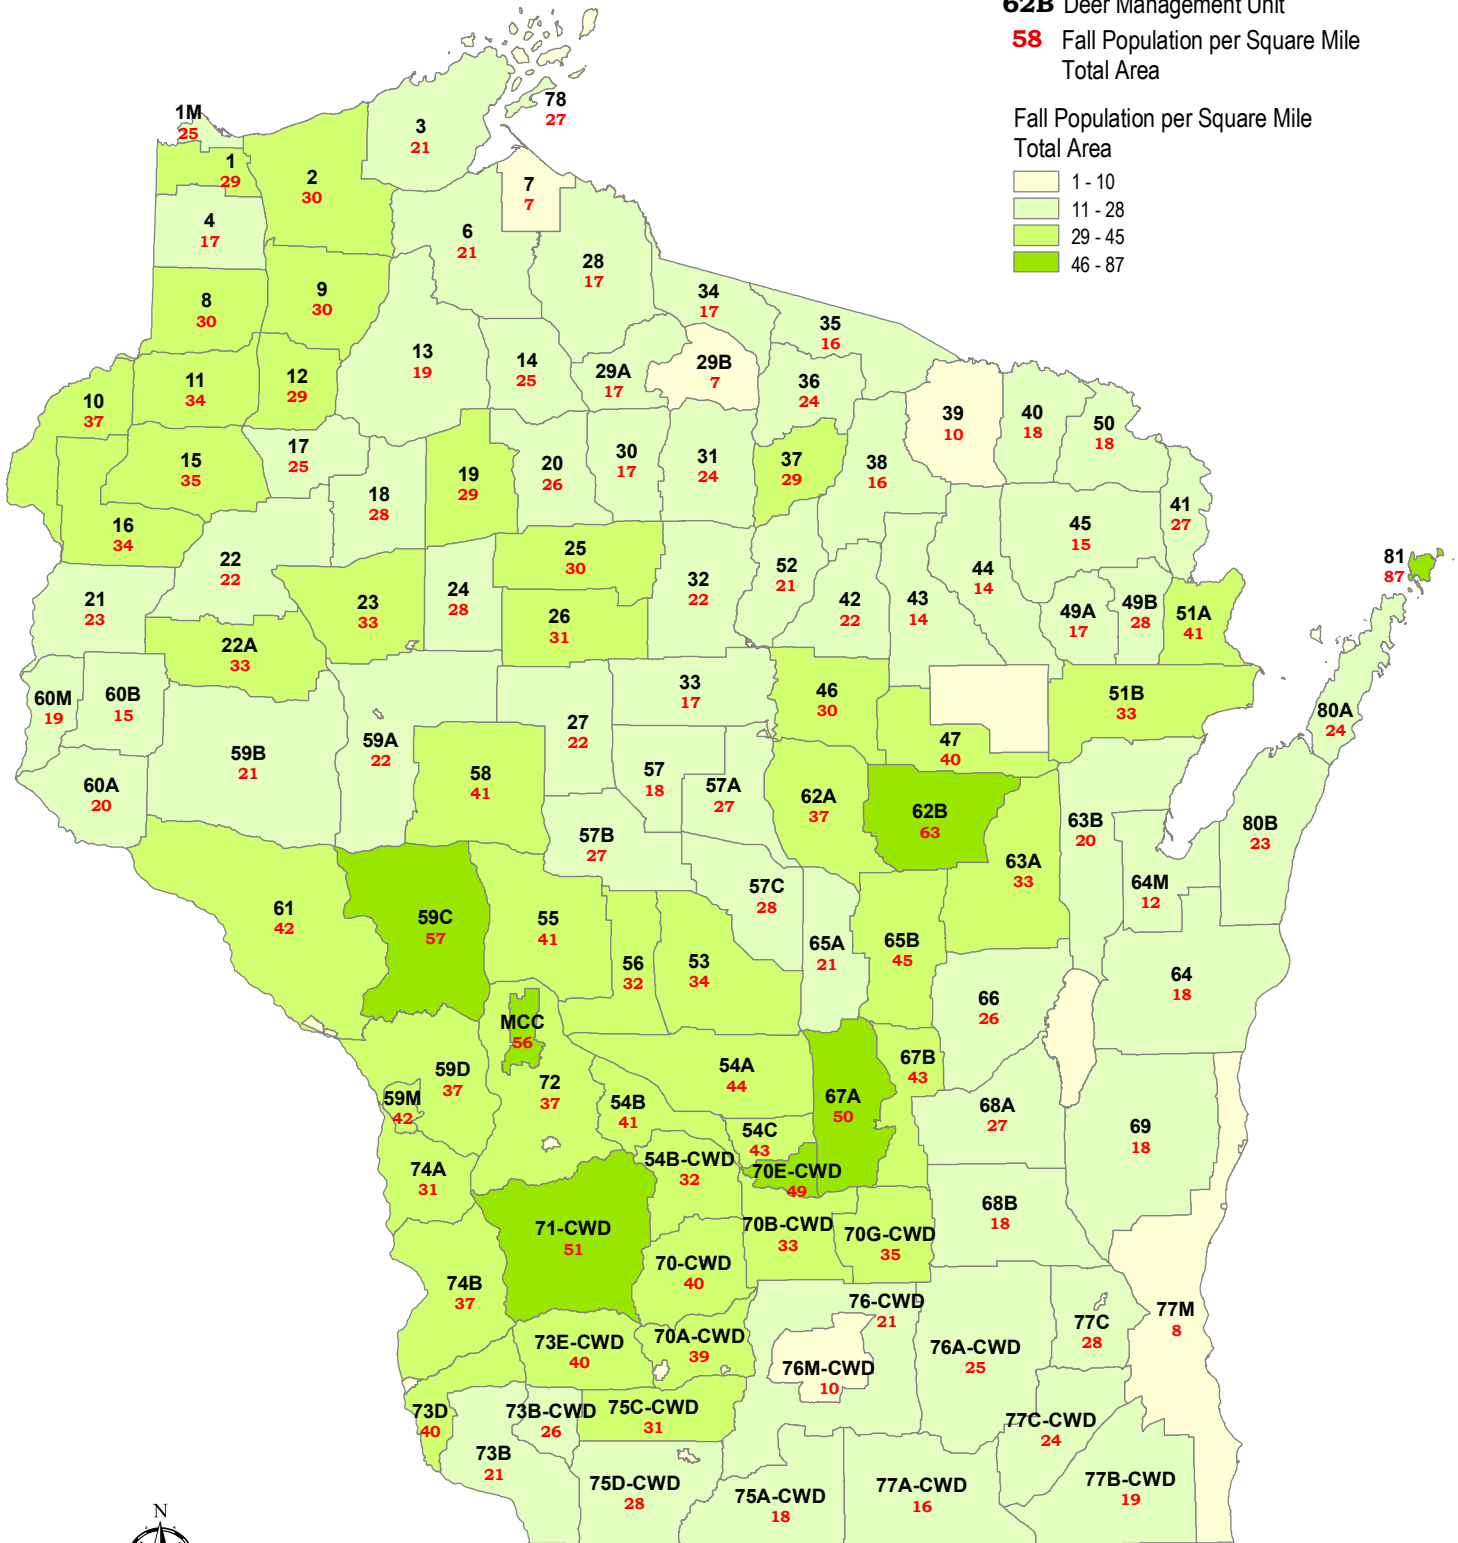 62B Deer Management Unit
58 Fall Population per Square Mile
Total Area
Fall Population per Square Mile
Total Area
1 - 10
11 - 28
29 - 45
46 - 87
78
27
1M
25
3
21
1
29
2
30
7
7
4
17
6
21
28
17
8
30
9
30
34
17
35
16
13
19
14
25
29A
17
29B
7
36
24
10
37
11
34
12
29
39
10
40
18
50
18
15
35
17
25
19
29
20
26
30
17
31
24
37
29
38
16
18
28
41
27
16
34
45
15
22
22
25
30
52
21
44
14
81
87
21
23
23
33
24
28
32
22
42
22
43
14
49A
17
49B
28
51A
41
22A
33
26
31
60M
19
60B
15
33
17
46
30
51B
33
80A
24
59B
21
59A
22
27
22
47
40
60A
20
58
41
57
18
57A
27
62A
37
62B
63
63B
20
80B
23
57B
27
63A
33
64M
12
61
42
59C
57
55
41
57C
28
65A
21
65B
45
56
32
53
34
64
18
66
26
MCC
56
59D
37
72
37
54A
44
67B
43
59M
42
54B
41
67A
50
68A
27
69
18
54C
43
74A
31
54B-CWD
32
70E-CWD
49
71-CWD
51
70B-CWD
33
70G-CWD
35
68B
18
74B
37
70-CWD
40
76-CWD
21
77C
28
77M
8
73E-CWD
40
70A-CWD
39
76M-CWD
10
76A-CWD
25
73D
40
73B-CWD
26
75C-CWD
31
77C-CWD
24
73B
21
75D-CWD
28
75A-CWD
18
77A-CWD
16
77B-CWD
19
N